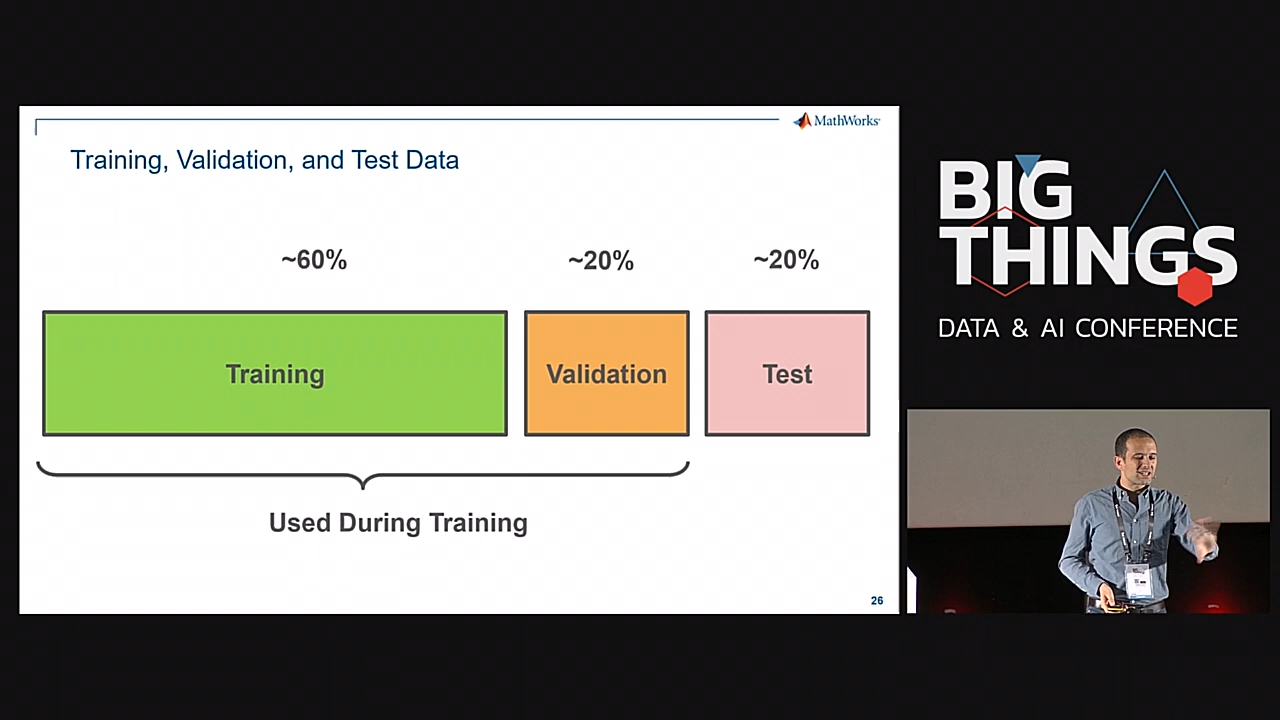 MathWorks®
Training, Validation, and Test Data
~60%
~20%
~20%
Training
Validation
Test
Used During Training
26
BIG
THINGS
DATA & AI CONFERENCE